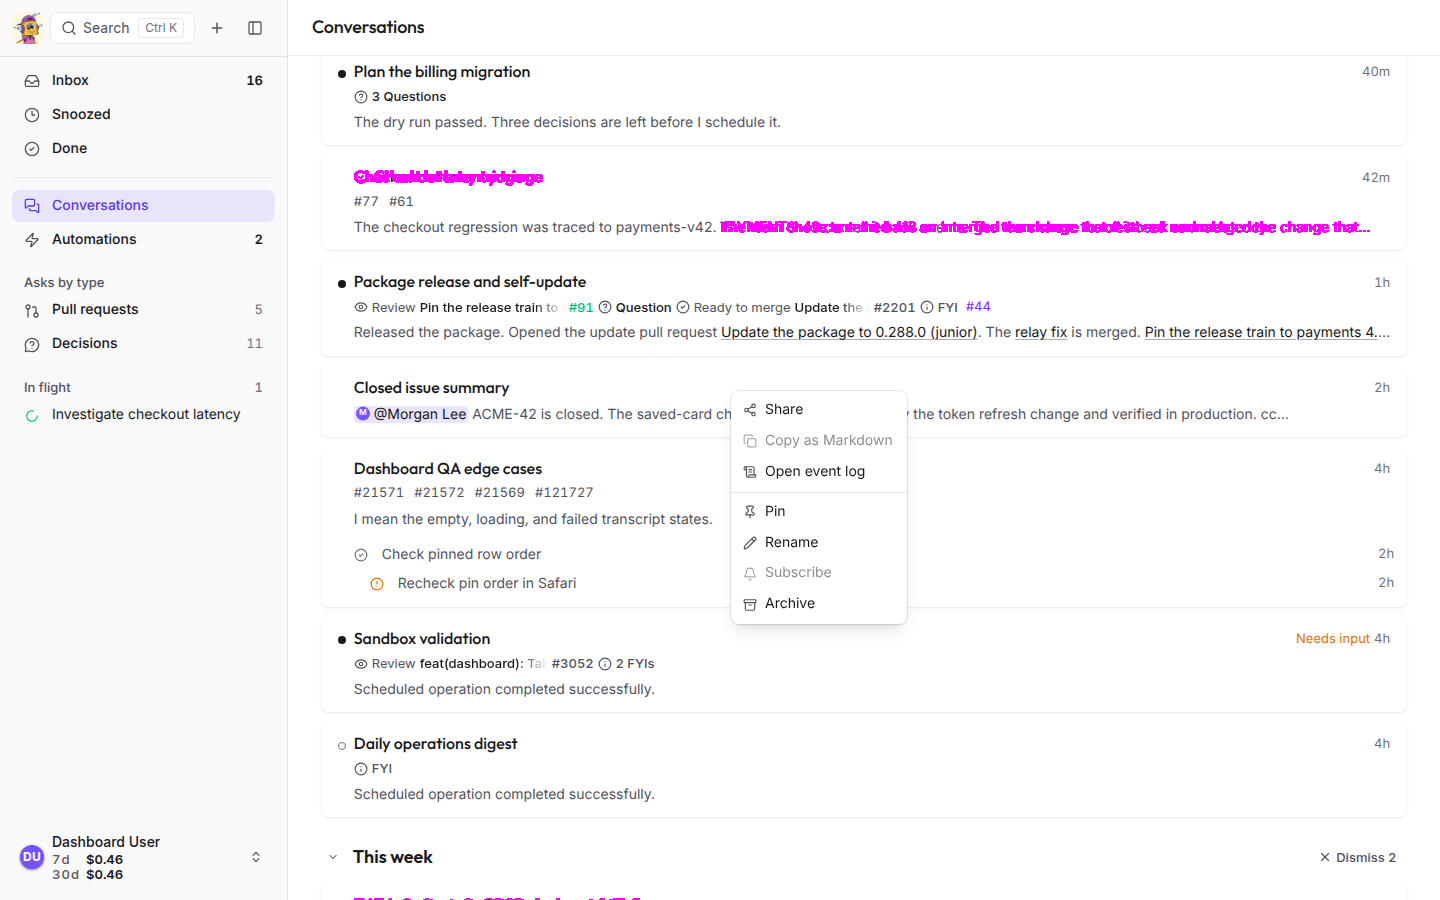 Search Ctrl K
Inbox 16
Snoozed
Done
Conversations
Automations 2
Asks by type
Pull requests 5
Decisions 11
In flight 1
Investigate checkout latency
Dashboard User
DU
7d $0.46
30d $0.46
Conversations
Plan the billing migration 40m
3 Questions
The dry run passed. Three decisions are left before I schedule it.
42m
#77 #61
The checkout regression was traced to payments-v42. change that...
Package release and self-update 1h
Review Pin the release train to #91 Question Ready to merge Update the #2201 FYI #44
Released the package. Opened the update pull request Update the package to 0.288.0 (junior). The relay fix is merged. Pin the release train to payments 4....
Closed issue summary 2h
M @Morgan Lee ACME-42 is closed. The saved-card ch y the token refresh change and verified in production. cc...
Share
Copy as Markdown
Open event log
Pin
Rename
Subscribe
Archive
Dashboard QA edge cases 4h
#21571 #21572 #21569 #121727
I mean the empty, loading, and failed transcript states.
Check pinned row order 2h
Recheck pin order in Safari 2h
Sandbox validation Needs input 4h
Review feat(dashboard): Ta #3052 2 FYIs
Scheduled operation completed successfully.
Daily operations digest 4h
FYI
Scheduled operation completed successfully.
This week Dismiss 2